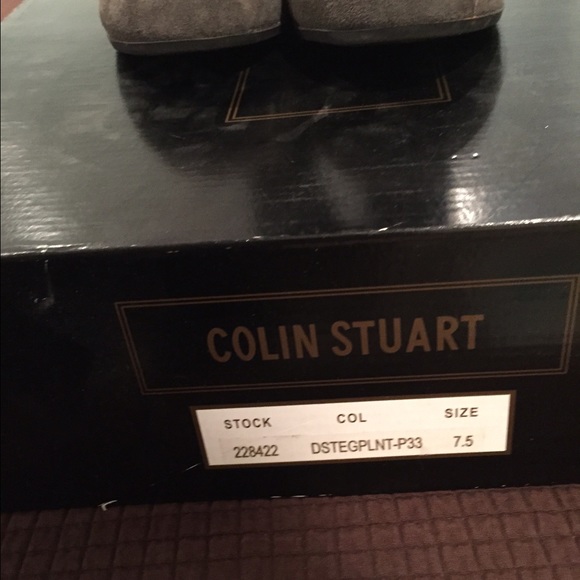 COLIN STUART
STOCK COL SIZE
228422 DSTEGPLNT-P33 7.5